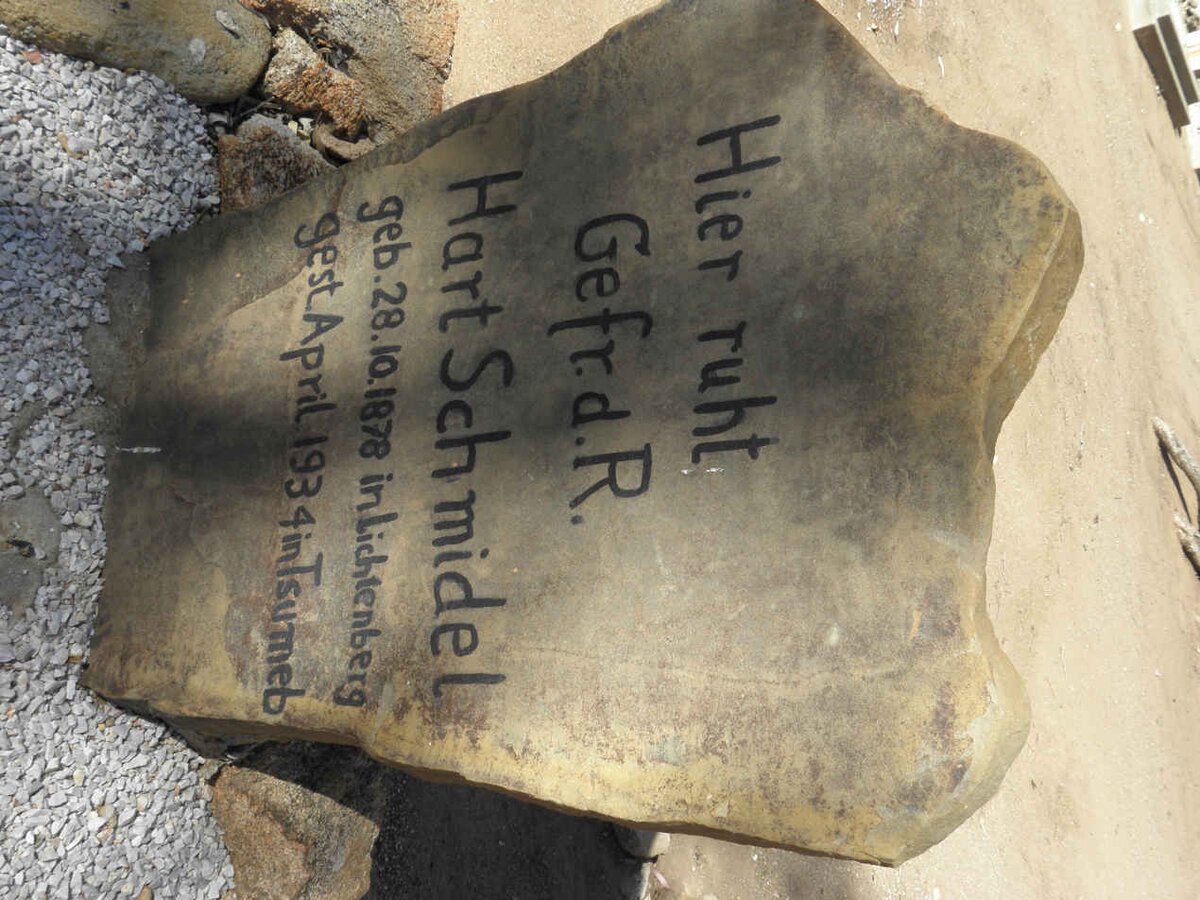 Hier ruht
Gefr.d.R.
Hart Schmidel
geb. 28.10.1878 in Lichtenberg
gest. April 1934 in Tsumeb